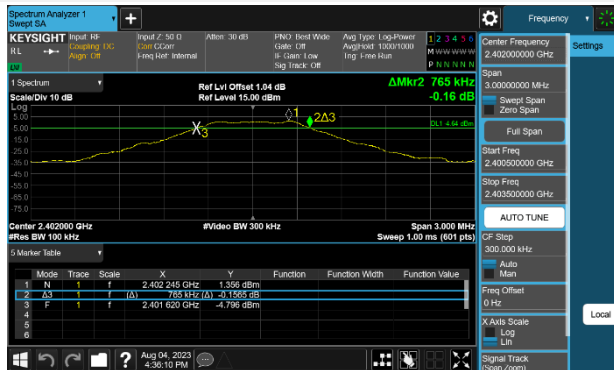 Spectrum Analyzer 1
Swept SA
Frequency
KEYSIGHT
Input: RF
Coupling: DC
Align: Off
Input Z: 50 Ω
Corr CCorr
Freq Ref: Internal
Atten: 30 dB
PNO: Best Wide
Gate: Off
IF Gain: Low
Sig Track: Off
Avg Type: Log-Power
Avg|Hold: 1000/1000
Trig: Free Run
1 2 3 4 5 6
M W W W W W
P N N N N N
RL
1 Spectrum
Scale/Div 10 dB
Log
Ref Lvl Offset 1.04 dB
Ref Level 15.00 dBm
ΔMkr2 765 kHz
-0.16 dB
5.00
-5.00
-15.0
-25.0
-35.0
-45.0
-55.0
-65.0
-75.0
1
2Δ3
3
DL1 -4.64 dBm
Center 2.402000 GHz
#Res BW 100 kHz
#Video BW 300 kHz
Span 3.000 MHz
Sweep 1.00 ms (601 pts)
5 Marker Table
Mode Trace Scale X Y Function Function Width Function Value
1 N 1 f 2.402 245 GHz 1.356 dBm
2 Δ3 1 f (Δ) 765 kHz (Δ) -0.1565 dB
3 F 1 f 2.401 620 GHz -4.796 dBm
4
5
6
Aug 04, 2023
4:36:10 PM
Settings
Center Frequency
2.402000000 GHz
Span
3.00000000 MHz
Swept Span
Zero Span
Full Span
Start Freq
2.400500000 GHz
Stop Freq
2.403500000 GHz
AUTO TUNE
CF Step
300.000 kHz
Auto
Man
Freq Offset
0 Hz
X Axis Scale
Log
Lin
Signal Track
(Span Zoom)
Local